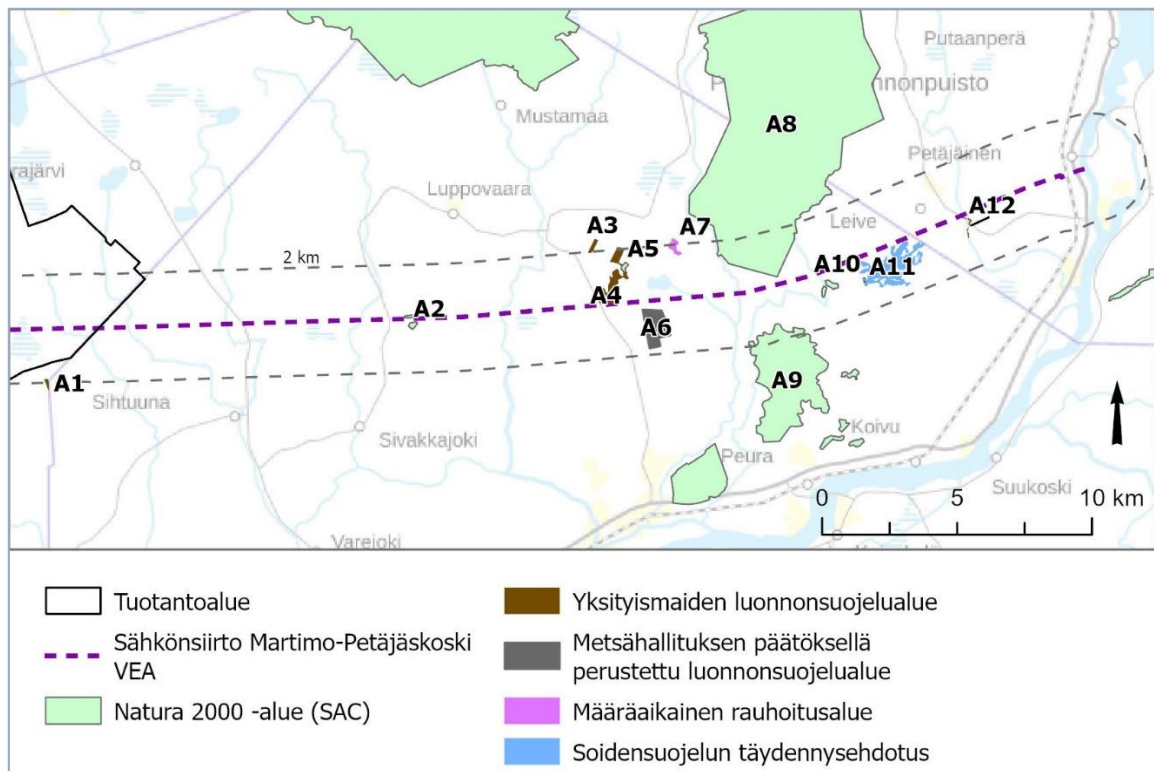 Putaanperä
Mustamaa
nnonpuisto
A8
rajärvi
Petäjäinen
Luppovaara
A12
A3
A7
Leive
A5
2 km
A10
A11
A4
A2
A6
A1
A9
Sihtuuna
Sivakkajoki
Koivu
Peura
Suukoski
0 5 10 km
Varejoki
Tuotantoalue
Sähkönsiirto Martimo-Petäjäskoski
VEA
Natura 2000 -alue (SAC)
Yksityismaiden luonnonsuojelualue
Metsähallituksen päätöksellä
perustettu luonnonsuojelualue
Määräaikainen rauhoitusalue
Soidensuojelun täydennysehdotus